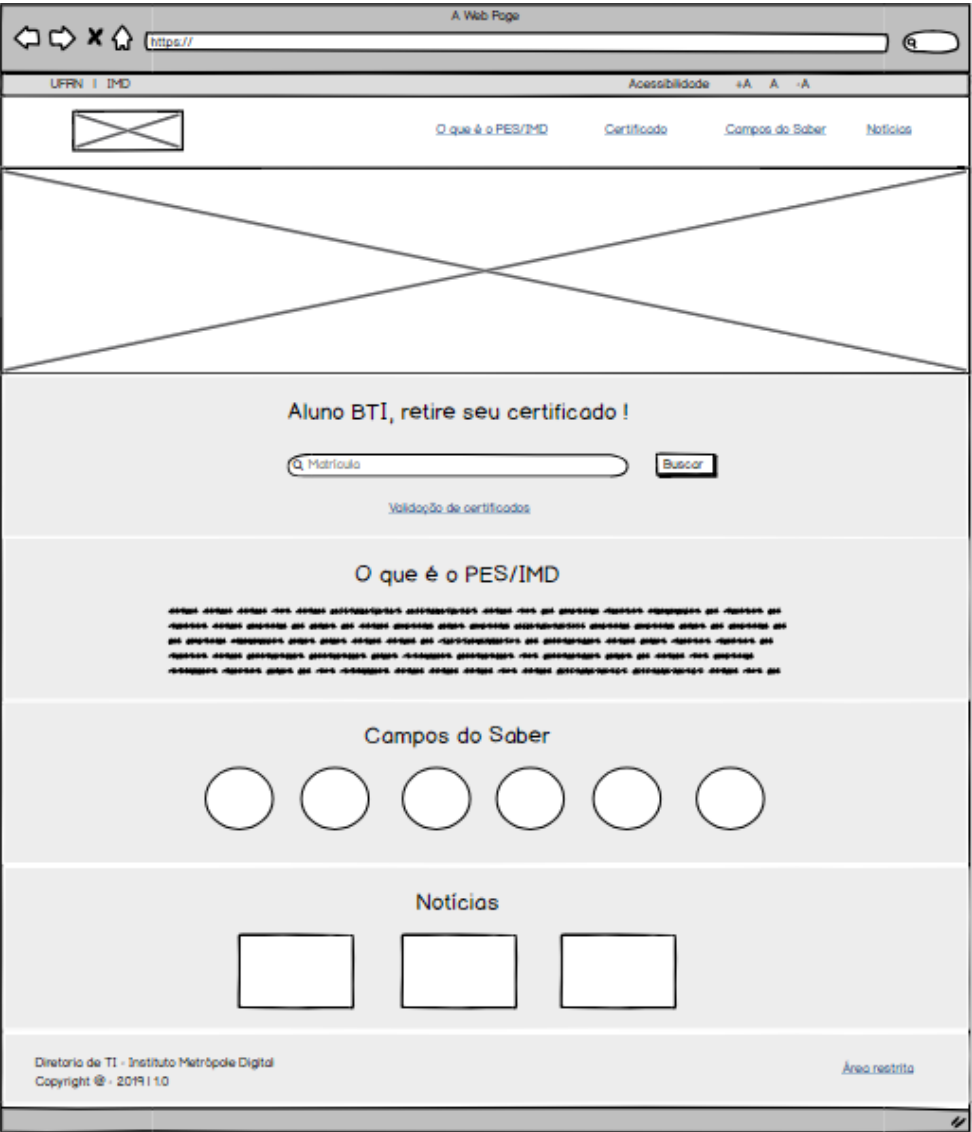 A Web Page
https://
UFRN | IMD
Acessibilidade +A A -A
O que é o PES/IMD Certificado Campos do Saber Notícias
Aluno BTI, retire seu certificado !
Matrícula Buscar
Validação de certificados
O que é o PES/IMD
Campos do Saber
Notícias
Diretoria de TI - Instituto Metrópole Digital
Copyright @ - 2019 | 1.0
Área restrita